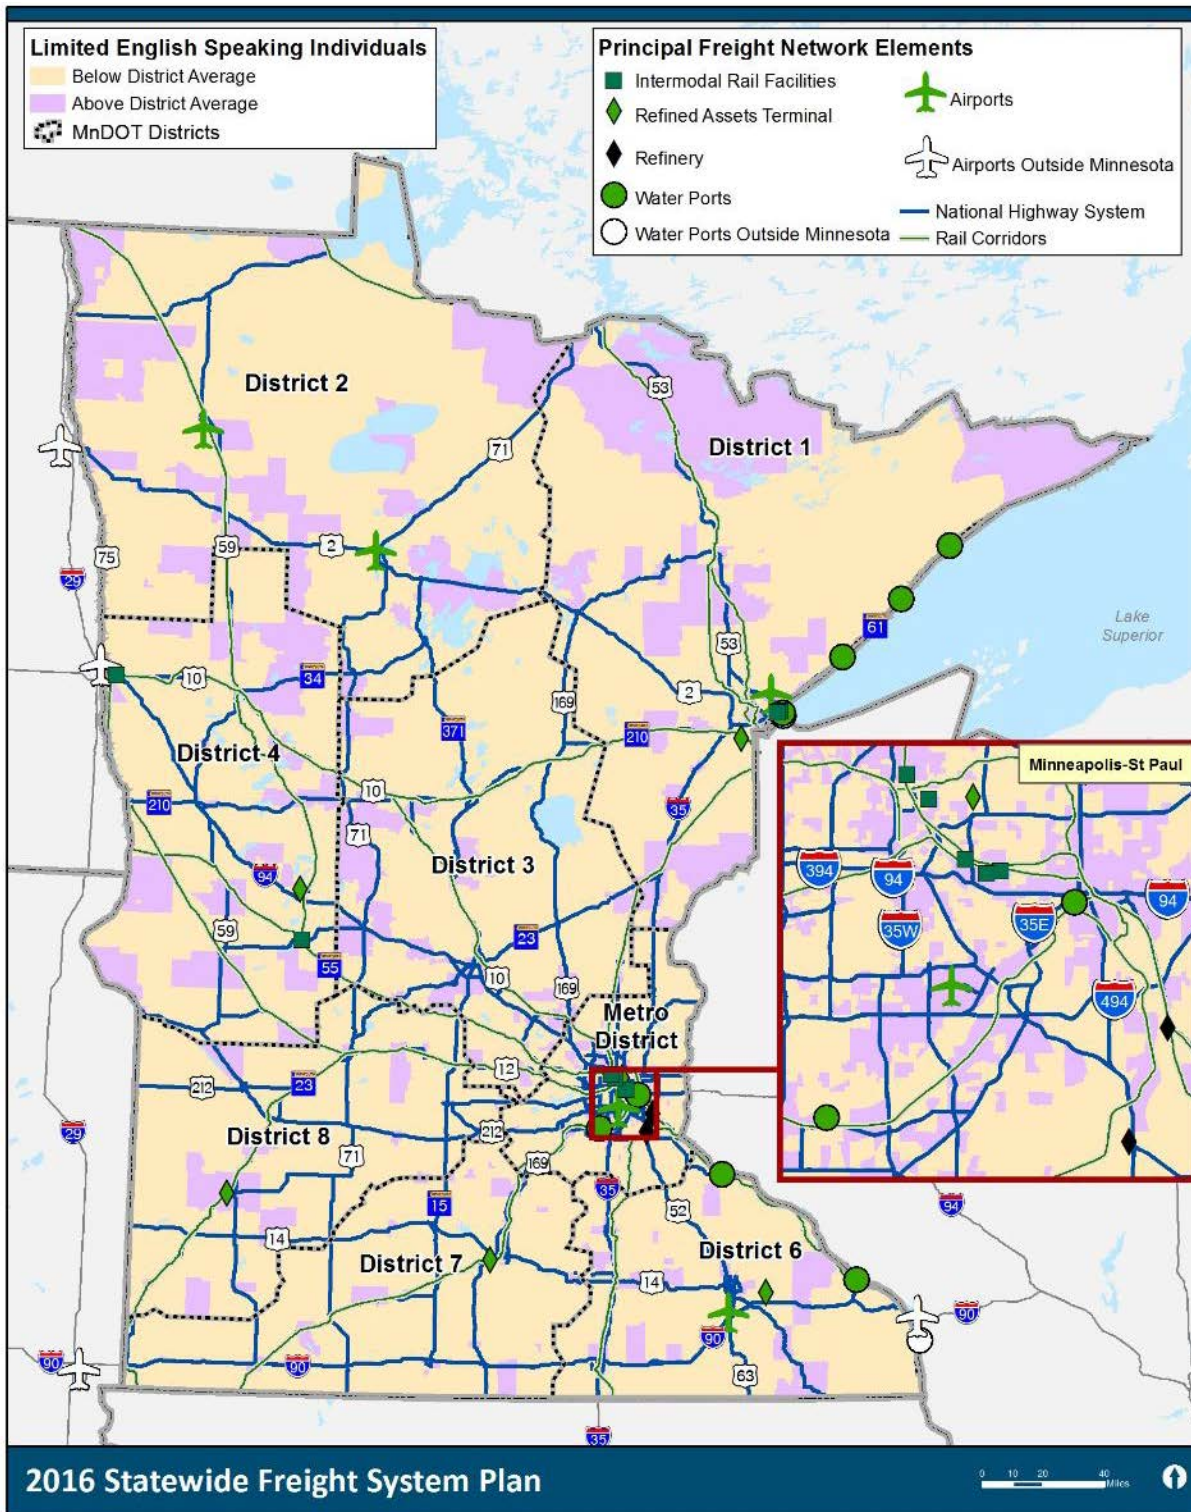 Limited English Speaking Individuals
Below District Average
Above District Average
MnDOT Districts
Principal Freight Network Elements
Intermodal Rail Facilities
Refined Assets Terminal
Refinery
Water Ports
Water Ports Outside Minnesota
Airports
Airports Outside Minnesota
National Highway System
Rail Corridors
53
District 2
District 1
71
59
2
75
29
61
Lake
Superior
53
10
34
2
169
371
210
District 4
Minneapolis-St Paul
10
210
35
71
District 3
394
94
94
94
35W
35E
59
23
55
10
169
494
Metro
District
12
212
23
District 8
29
212
71
169
35
15
52
94
14
District 7
District 6
14
90
90
90
90
63
35
2016 Statewide Freight System Plan
0 10 20 40
Miles